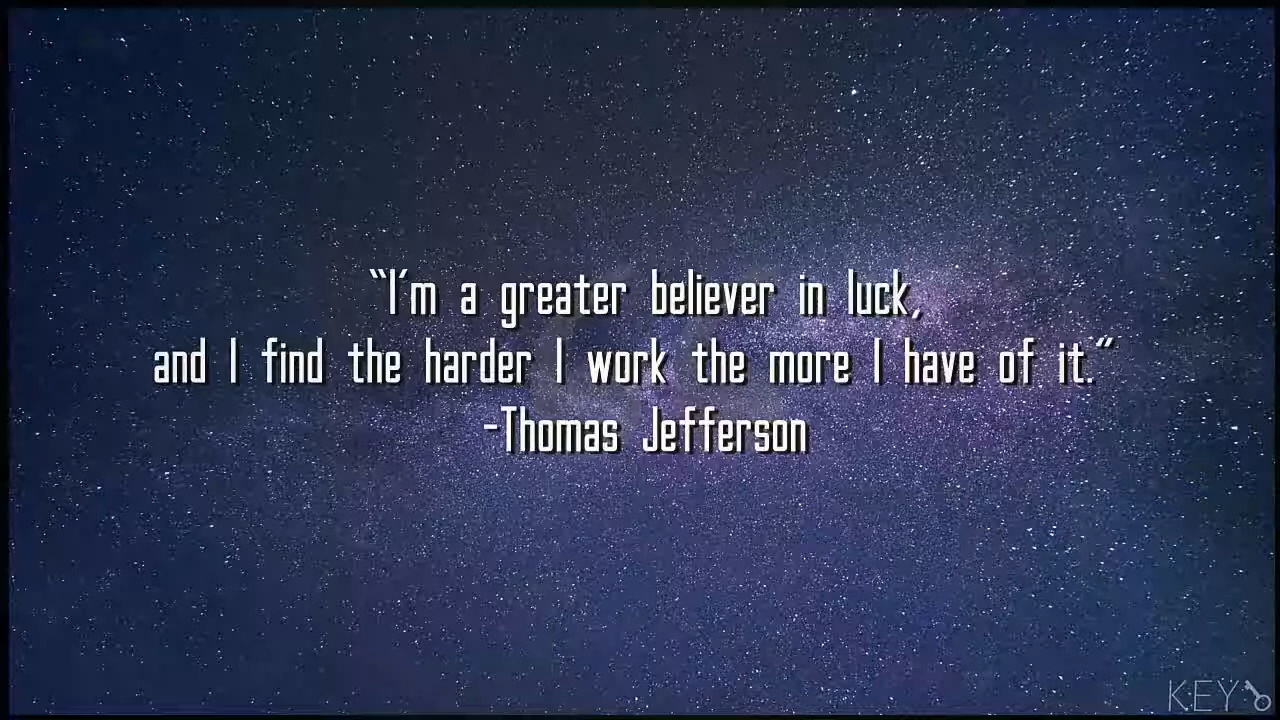 “I'm a greater believer in luck,
and I find the harder I work the more I have of it.”
-Thomas Jefferson
KEY